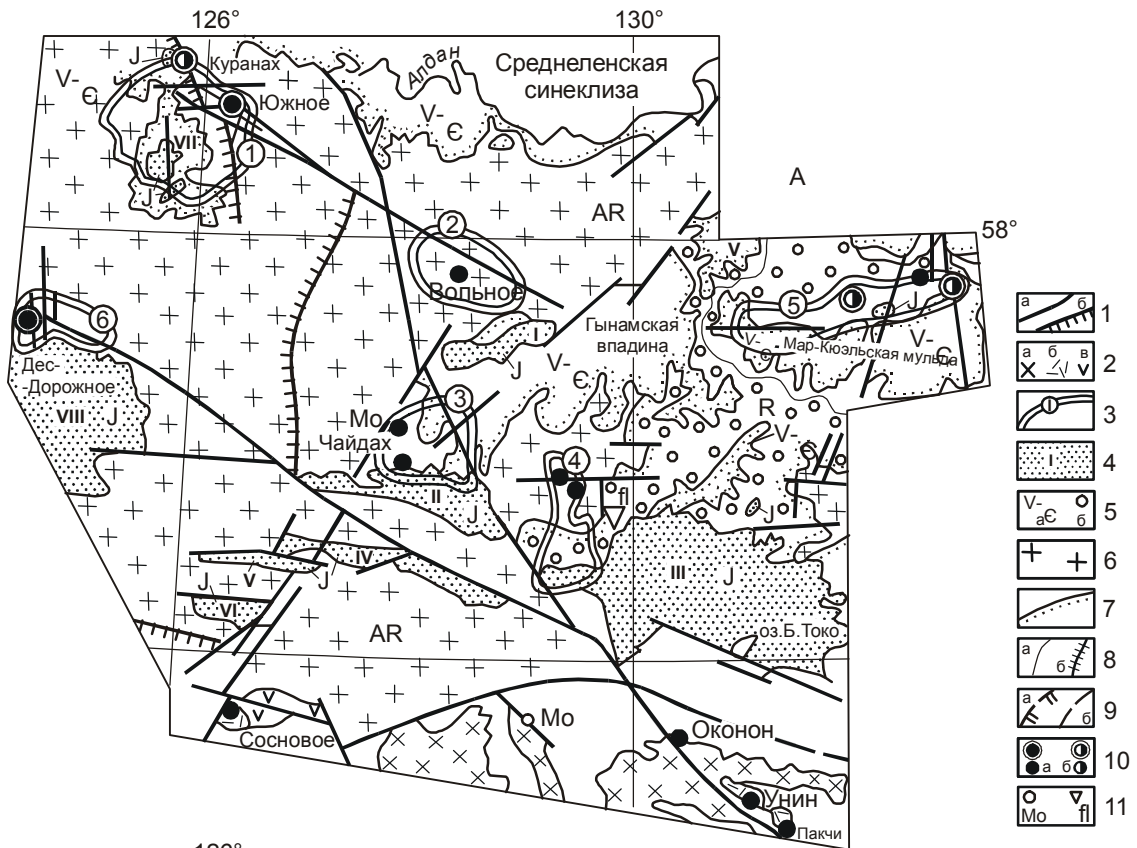 126°
130°
J
Куранах
V-
Є
Алдан
Среднеленская
синеклиза
Южное
V-
Є
VII
1
J
А
AR
2
58°
V
Вольное
5
J
6
I
Гынамская
впадина
V-
Є
Мар-Кюэльская мульда
V-
Є
J
Дес-
Дорожное
V-
Є
VIII
J
3
Mo
Чайдах
R
V-
Є
4
fl
II
J
J
IV
V
J
J
III
J
VI
AR
оз.Б.Токо
V
V
V
Сосновое
Mo
Оконон
Унин
Пакчи
а
б
1
а
б
в
V
2
I
3
I
4
V-
аЄ
б
5
6
7
а
б
8
а
б
9
а
б
10
Mo
fl
11